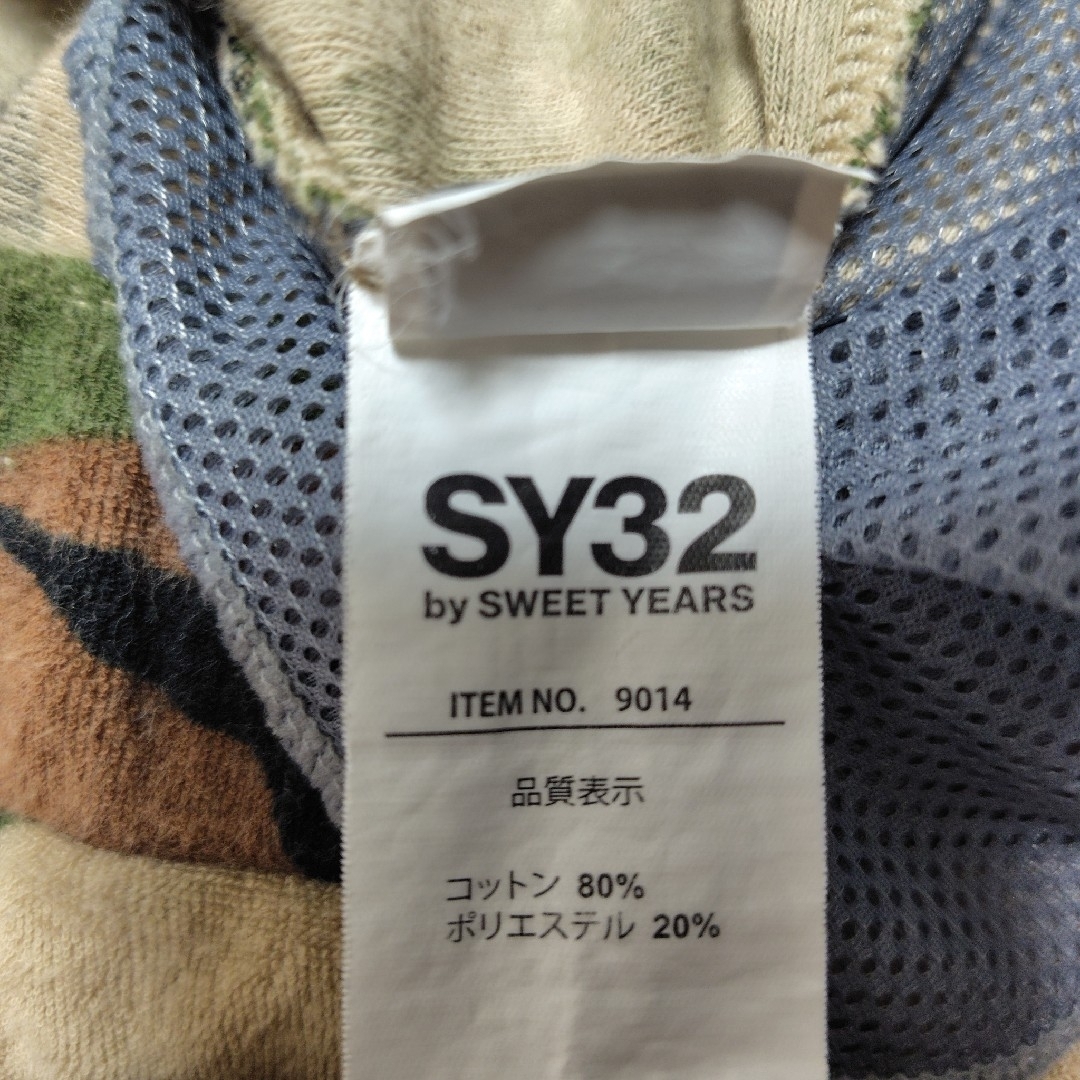 SY32
by SWEET YEARS
ITEM NO. 9014
品質表示
コットン 80%
ポリエステル 20%